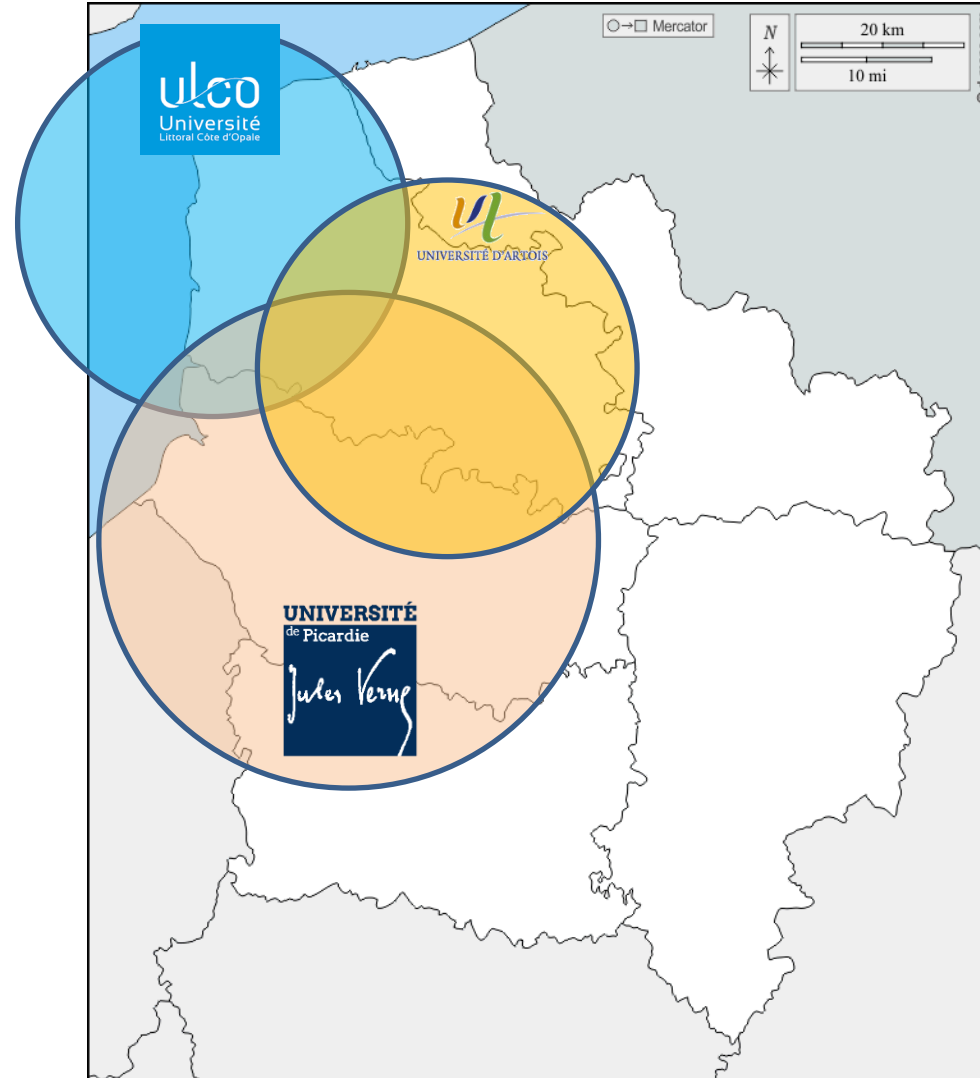 → Mercator
N
20 km
10 mi
ulco
Université
Littoral Côte d'Opale
UNIVERSITÉ D'ARTOIS
UNIVERSITÉ
de Picardie
Jules Verne